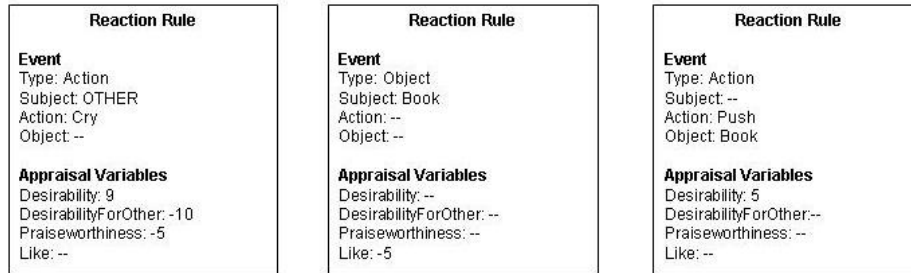 Reaction Rule
Event
Type: Action
Subject: OTHER
Action: Cry
Object: --
Appraisal Variables
Desirability: 9
DesirabilityForOther: -10
Praiseworthiness: -5
Like: --
Reaction Rule
Event
Type: Object
Subject: Book
Action: --
Object: --
Appraisal Variables
Desirability: --
DesirabilityForOther: --
Praiseworthiness: --
Like: -5
Reaction Rule
Event
Type: Action
Subject: --
Action: Push
Object: Book
Appraisal Variables
Desirability: 5
DesirabilityForOther:--
Praiseworthiness: --
Like: --